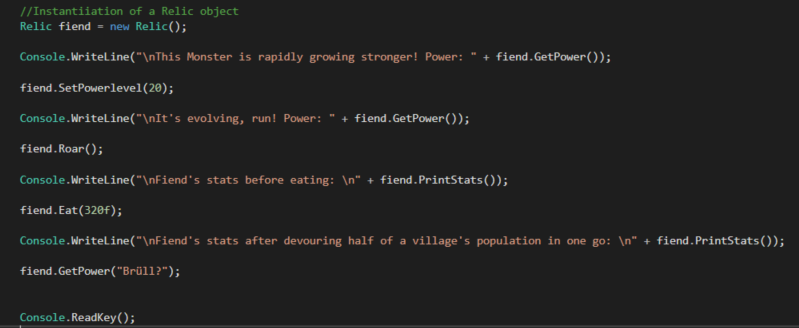 //Instantiiation of a Relic object
Relic fiend = new Relic();
Console.WriteLine("\nThis Monster is rapidly growing stronger! Power: " + fiend.GetPower());
fiend.SetPowerlevel(20);
Console.WriteLine("\nIt's evolving, run! Power: " + fiend.GetPower());
fiend.Roar();
Console.WriteLine("\nFiend's stats before eating: \n" + fiend.PrintStats());
fiend.Eat(320f);
Console.WriteLine("\nFiend's stats after devouring half of a village's population in one go: \n" + fiend.PrintStats());
fiend.GetPower("Brüll?");
Console.ReadKey();